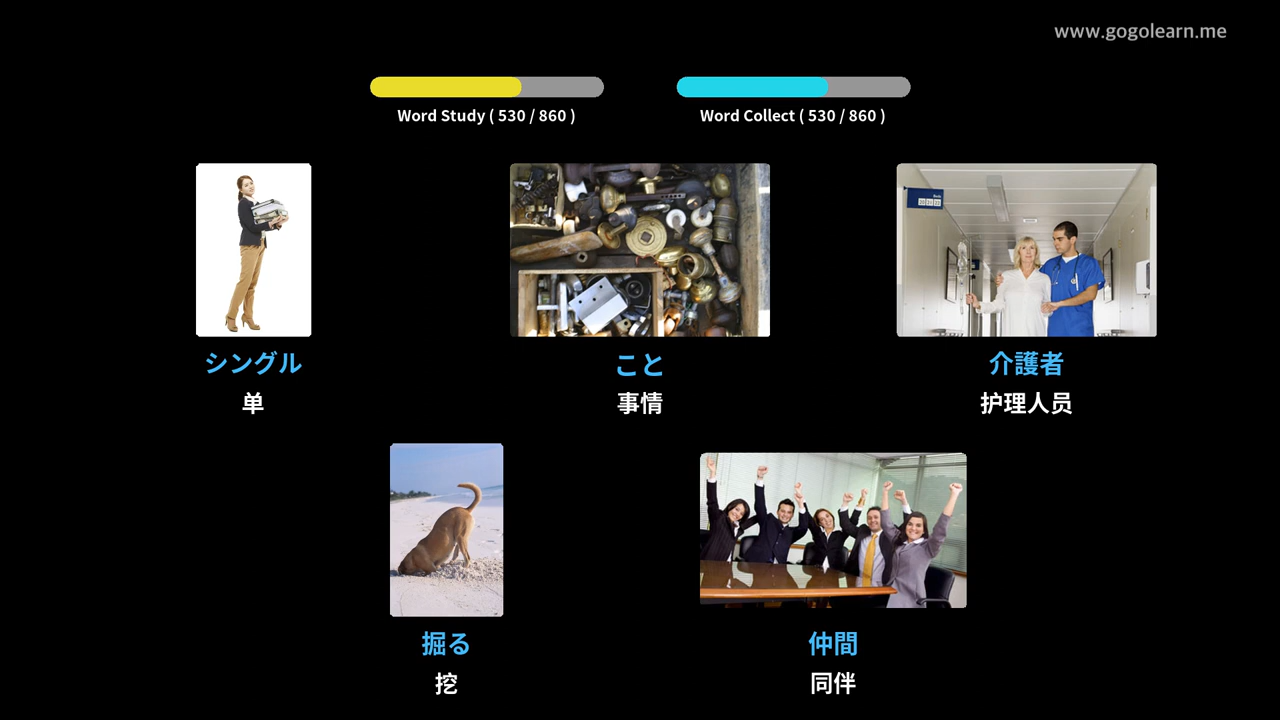 www.gogolearn.me
Word Study ( 530 / 860 )
Word Collect ( 530 / 860 )
シングル
单
こと
事情
介護者
护理人员
掘る
挖
仲間
同伴